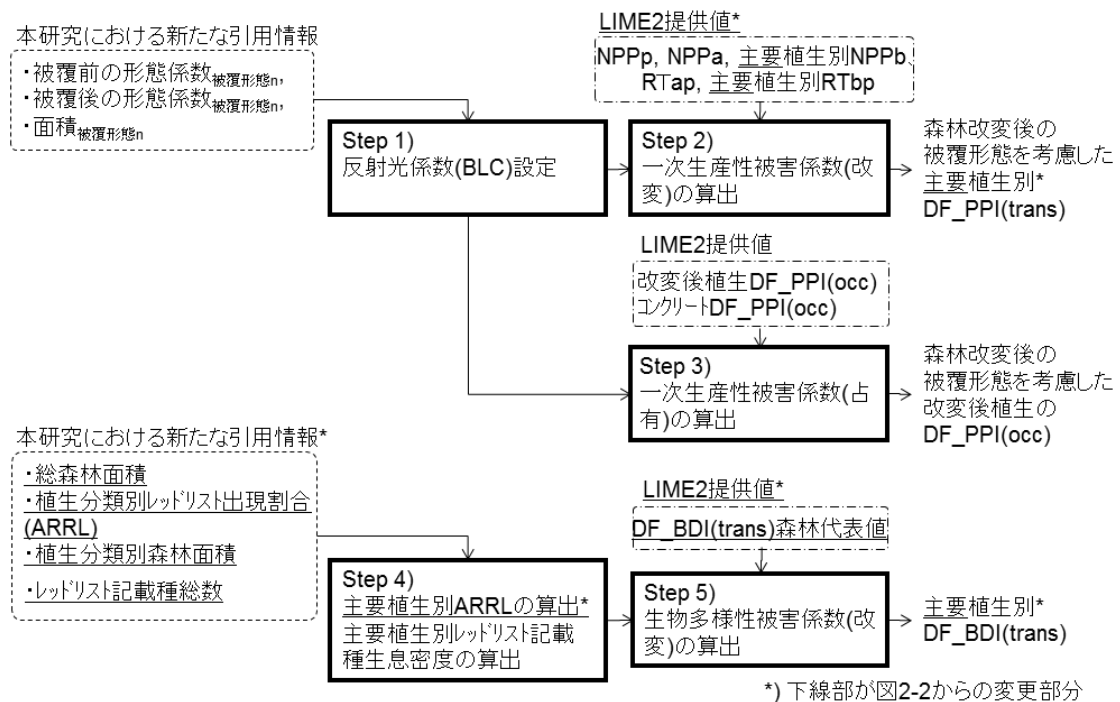 本研究における新たな引用情報
・被覆前の形態係数被覆形態n,
・被覆後の形態係数被覆形態n,
・面積被覆形態n
LIME2提供値*
NPPp, NPPa, 主要植生別NPPb、
RTap, 主要植生別RTbp
Step 1)
反射光係数(BLC)設定
Step 2)
一次生産性被害係数(改
変)の算出
森林改変後の
被覆形態を考慮した
主要植生別*
DF_PPI(trans)
LIME2提供値
改変後植生DF_PPI(occ)
コンクリートDF_PPI(occ)
Step 3)
一次生産性被害係数(占
有)の算出
森林改変後の
被覆形態を考慮した
改変後植生の
DF_PPI(occ)
本研究における新たな引用情報*
・総森林面積
・植生分類別レッドリスト出現割合
(ARRL)
・植生分類別森林面積
・レッドリスト記載種総数
LIME2提供値*
DF_BDI(trans)森林代表値
Step 4)
主要植生別ARRLの算出*
主要植生別レッドリスト記載
種生息密度の算出
Step 5)
生物多様性被害係数(改
変)の算出
主要植生別*
DF_BDI(trans)
*) 下線部が図2-2からの変更部分